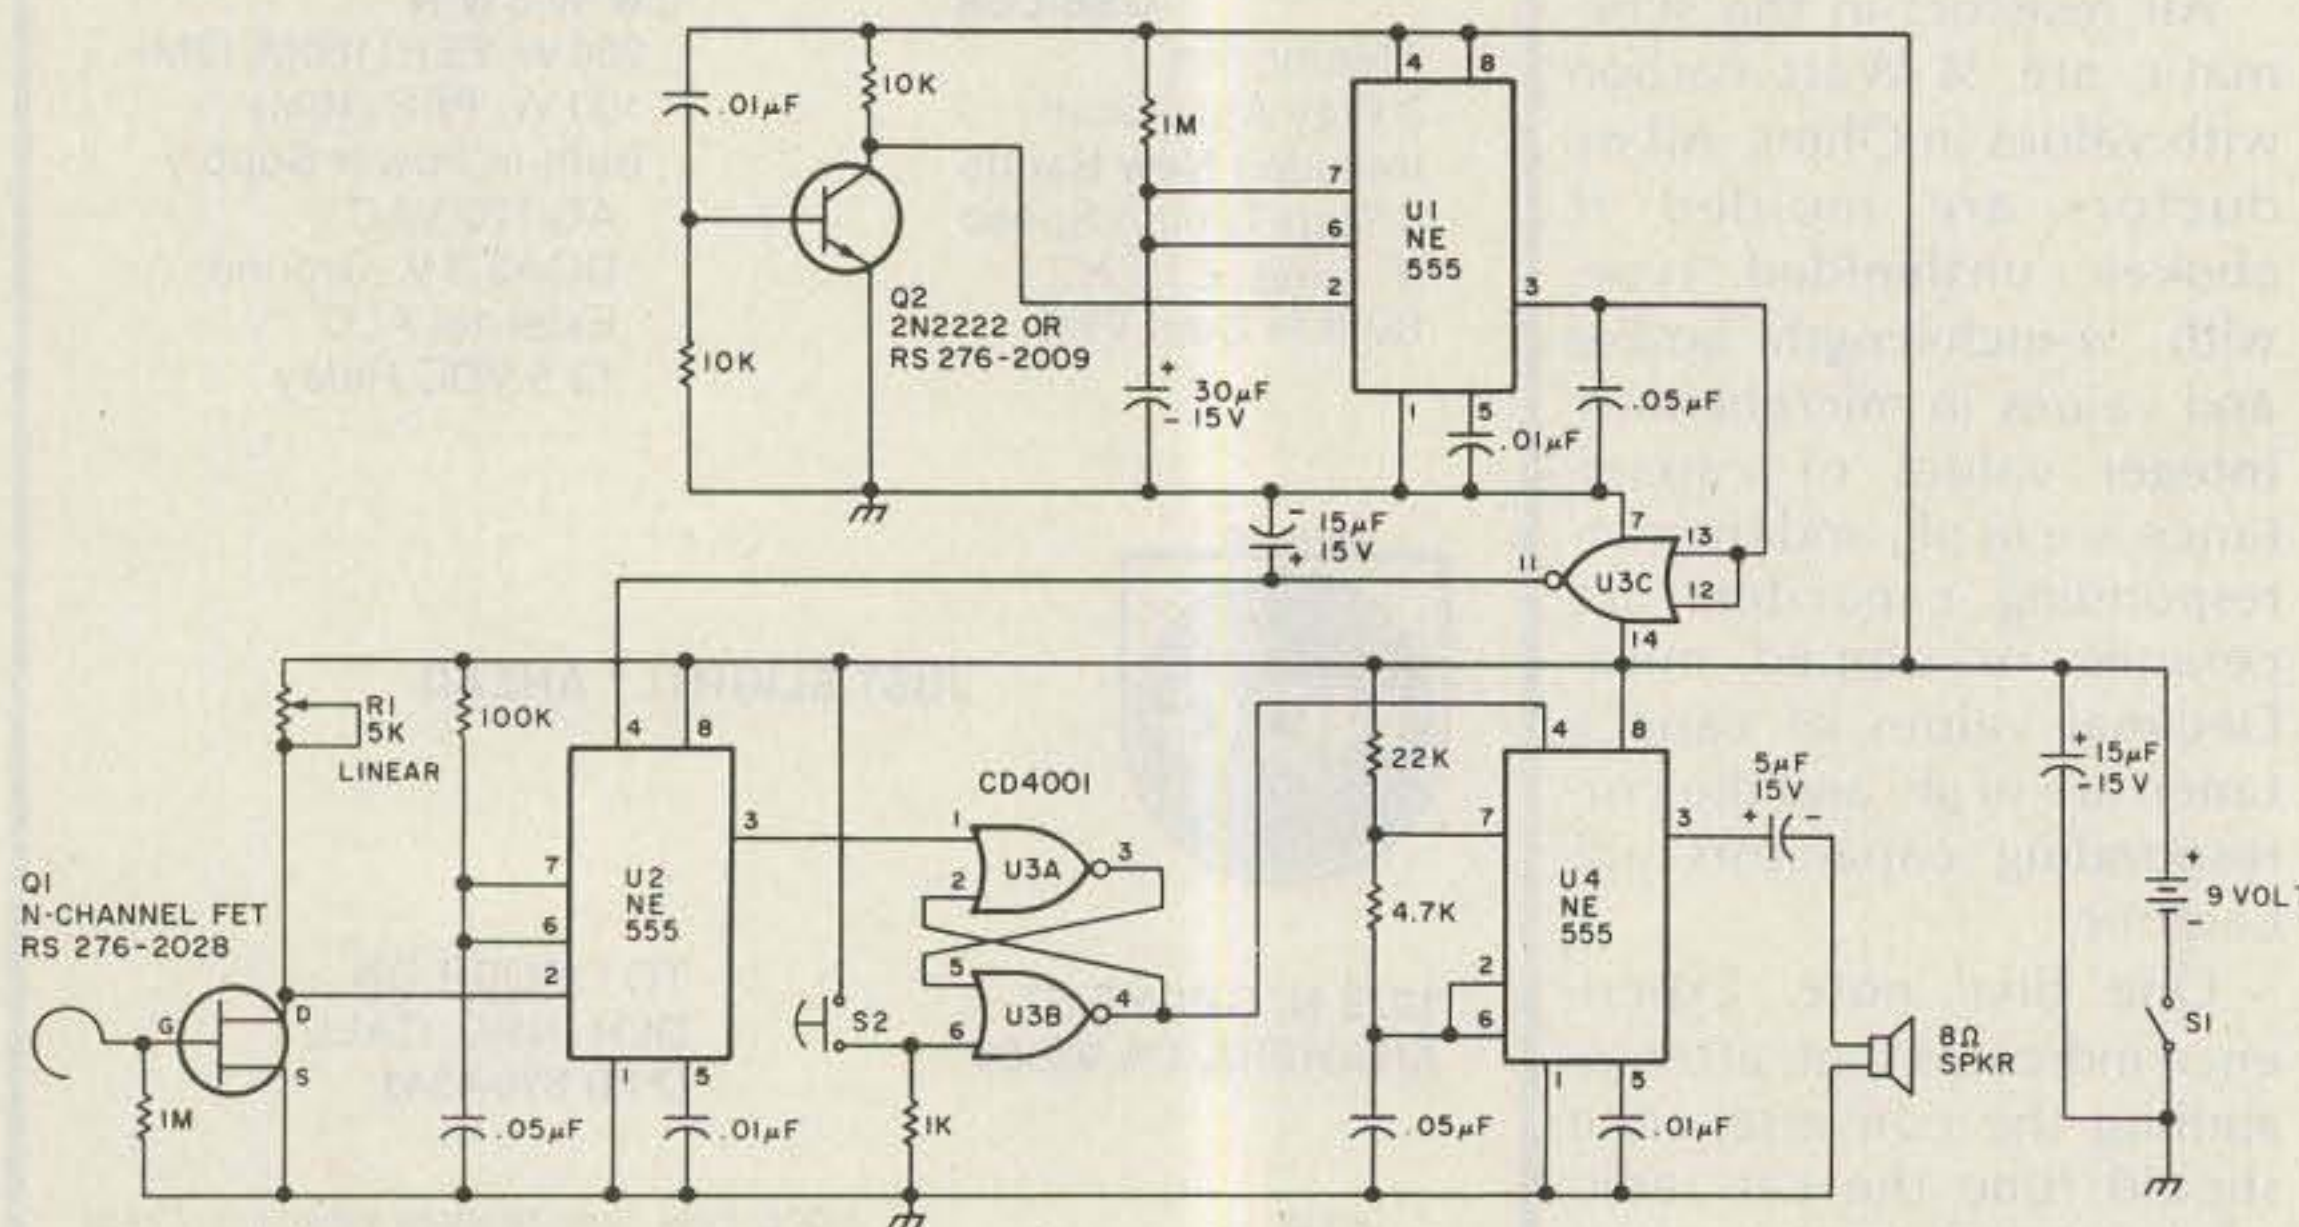 4
8
.01µF
10K
1M
7
6
2
U1
NE
555
3
Q2
2N2222 OR
RS 276-2009
10K
+
30µF
- 15V
1
5
.01µF
.05µF
- 15µF
+ 15V
7
13
11
U3C
12
14
R1
5K
LINEAR
100K
4
8
4
8
22K
5µF
15V
+ -
+ 15µF
- 15V
CD4001
3
1
7
3
7
U2
NE
555
2
U3A
3
U4
NE
555
+
9 VOLT
-
Q1
N-CHANNEL FET
RS 276-2028
6
4.7K
2
5
2
G
D
S
S2
U3B
4
6
6
S1
8Ω
SPKR
1M
.05µF
1
5
.01µF
1K
.05µF
1
5
.01µF